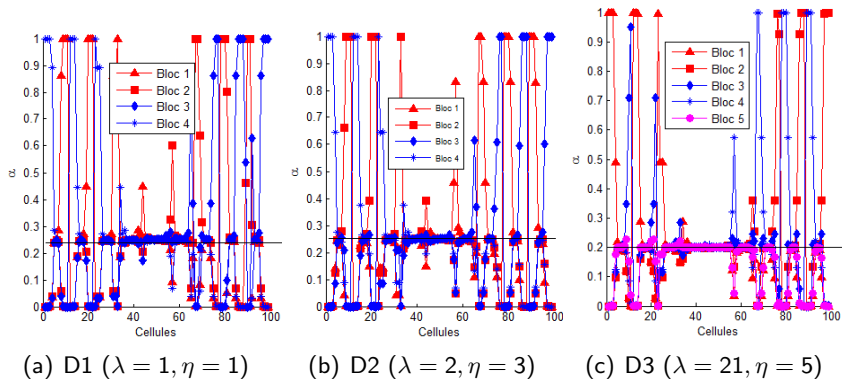 1
0.9
0.8
0.7
0.6
0.5
0.4
0.3
0.2
0.1
0
α
0 20 40 60 80 100
Cellules
Bloc 1
Bloc 2
Bloc 3
Bloc 4
(a) D1 (λ = 1, η = 1)
1
0.9
0.8
0.7
0.6
0.5
0.4
0.3
0.2
0.1
0
α
0 20 40 60 80 100
Cellules
Bloc 1
Bloc 2
Bloc 3
Bloc 4
(b) D2 (λ = 2, η = 3)
1
0.9
0.8
0.7
0.6
0.5
0.4
0.3
0.2
0.1
0
α
0 20 40 60 80 100
Cellules
Bloc 1
Bloc 2
Bloc 3
Bloc 4
Bloc 5
(c) D3 (λ = 21, η = 5)